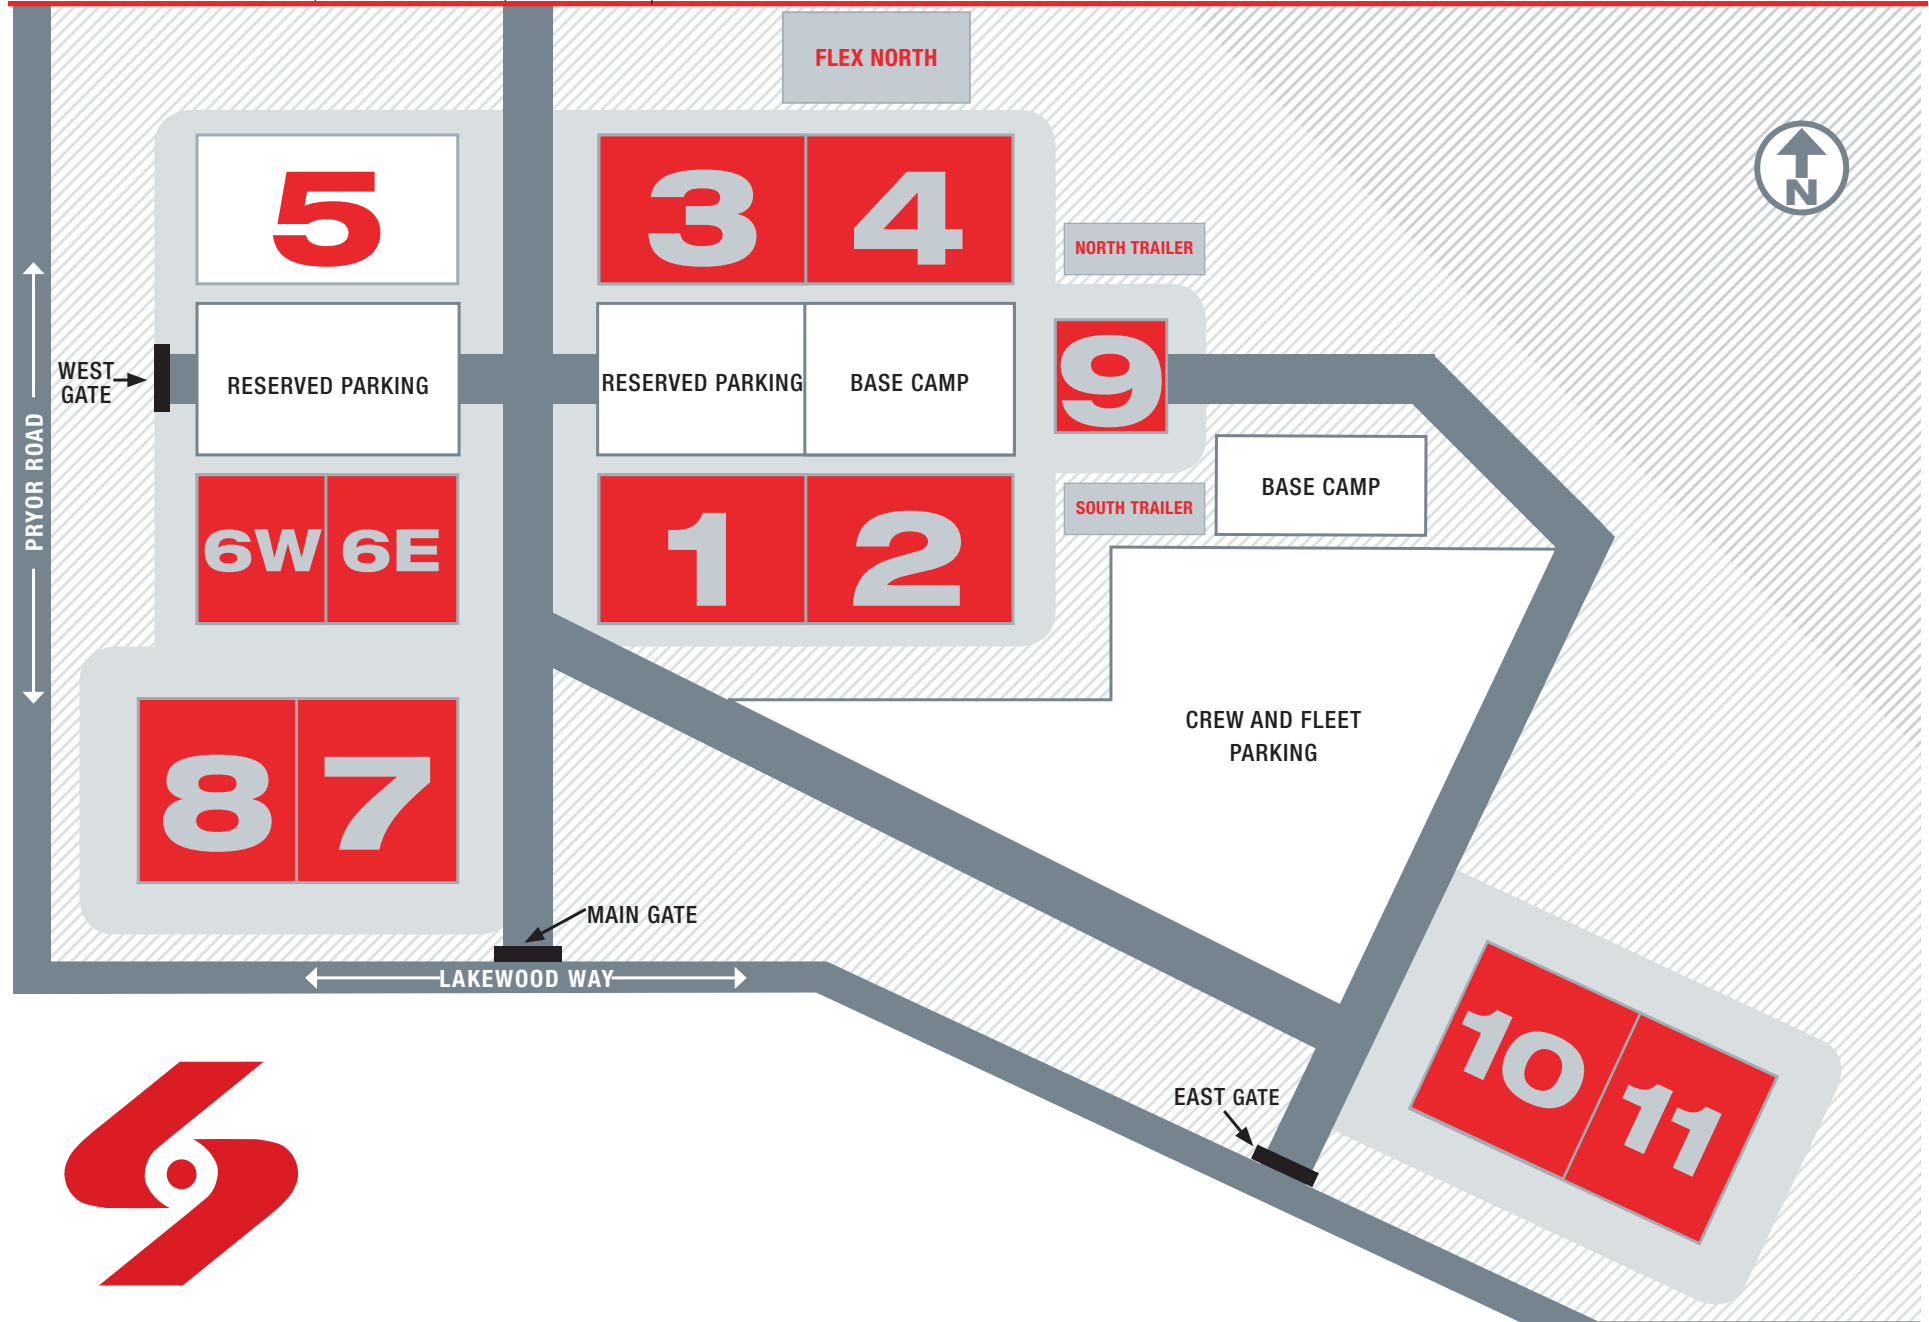 FLEX NORTH
5
3
4
N
NORTH TRAILER
WEST
GATE
RESERVED PARKING
RESERVED PARKING
BASE CAMP
9
PRYOR ROAD
BASE CAMP
SOUTH TRAILER
6W
6E
1
2
CREW AND FLEET
PARKING
8
7
MAIN GATE
LAKEWOOD WAY
10
11
EAST GATE